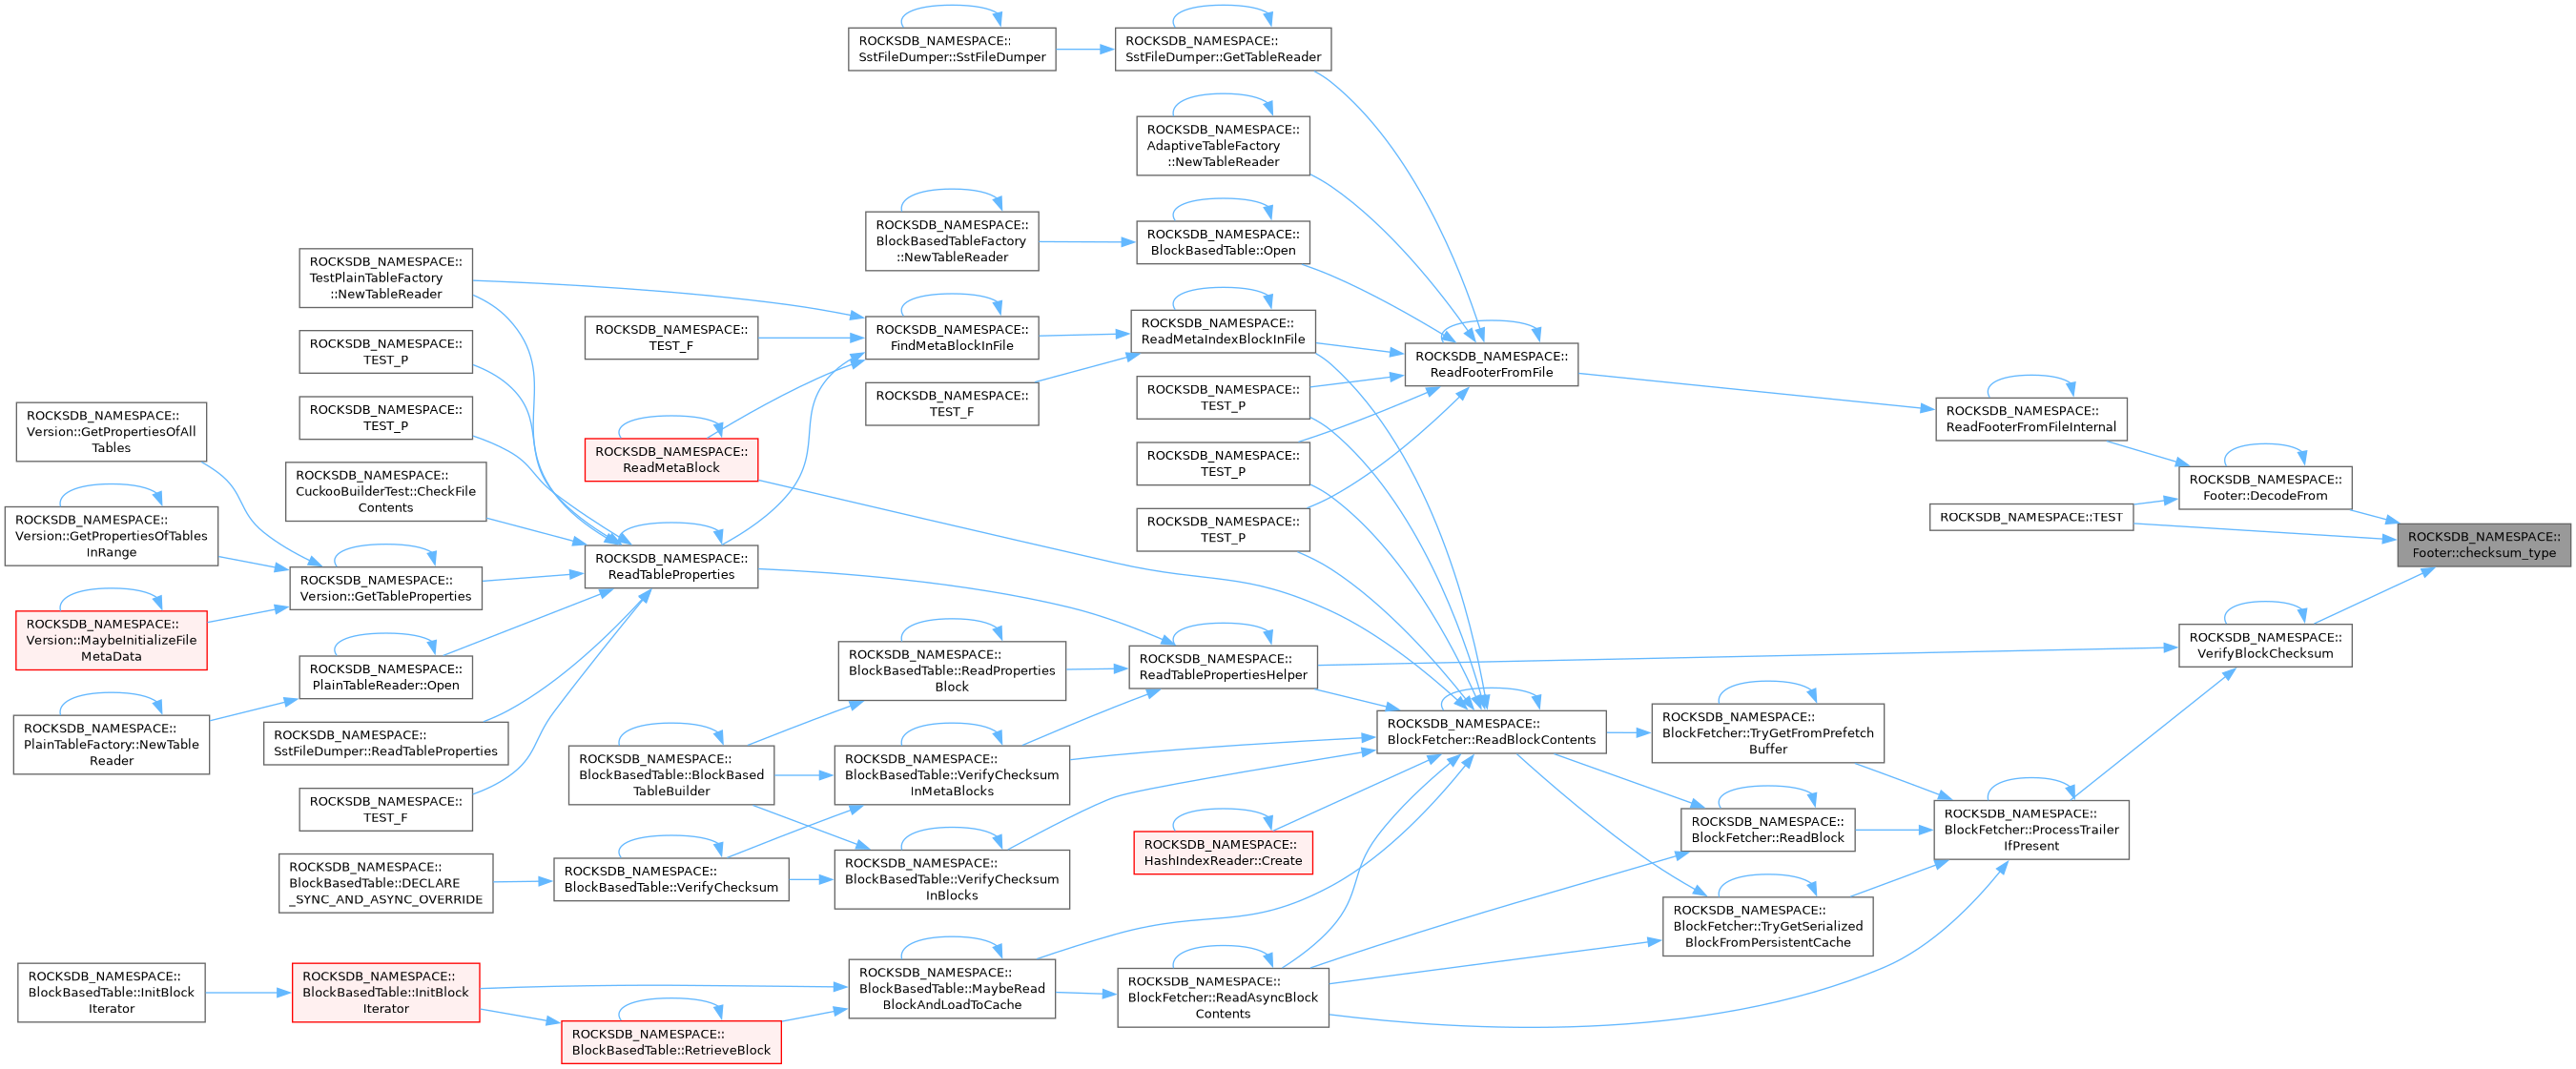 ROCKSDB_NAMESPACE::
SstFileDumper::SstFileDumper
ROCKSDB_NAMESPACE::
SstFileDumper::GetTableReader
ROCKSDB_NAMESPACE::
AdaptiveTableFactory
::NewTableReader
ROCKSDB_NAMESPACE::
BlockBasedTableFactory
::NewTableReader
ROCKSDB_NAMESPACE::
BlockBasedTable::Open
ROCKSDB_NAMESPACE::
TestPlainTableFactory
::NewTableReader
ROCKSDB_NAMESPACE::
TEST_F
ROCKSDB_NAMESPACE::
FindMetaBlockInFile
ROCKSDB_NAMESPACE::
ReadMetaIndexBlockInFile
ROCKSDB_NAMESPACE::
ReadFooterFromFile
ROCKSDB_NAMESPACE::
TEST_P
ROCKSDB_NAMESPACE::
TEST_F
ROCKSDB_NAMESPACE::
TEST_P
ROCKSDB_NAMESPACE::
ReadFooterFromFileInternal
ROCKSDB_NAMESPACE::
Version::GetPropertiesOfAll
Tables
ROCKSDB_NAMESPACE::
TEST_P
ROCKSDB_NAMESPACE::
ReadMetaBlock
ROCKSDB_NAMESPACE::
TEST_P
ROCKSDB_NAMESPACE::
Footer::DecodeFrom
ROCKSDB_NAMESPACE::
CuckooBuilderTest::CheckFile
Contents
ROCKSDB_NAMESPACE::
Version::GetPropertiesOfTables
InRange
ROCKSDB_NAMESPACE::
TEST_P
ROCKSDB_NAMESPACE::TEST
ROCKSDB_NAMESPACE::
Footer::checksum_type
ROCKSDB_NAMESPACE::
Version::GetTableProperties
ROCKSDB_NAMESPACE::
ReadTableProperties
ROCKSDB_NAMESPACE::
Version::MaybeInitializeFile
MetaData
ROCKSDB_NAMESPACE::
PlainTableReader::Open
ROCKSDB_NAMESPACE::
BlockBasedTable::ReadProperties
Block
ROCKSDB_NAMESPACE::
ReadTablePropertiesHelper
ROCKSDB_NAMESPACE::
VerifyBlockChecksum
ROCKSDB_NAMESPACE::
PlainTableFactory::NewTable
Reader
ROCKSDB_NAMESPACE::
SstFileDumper::ReadTableProperties
ROCKSDB_NAMESPACE::
BlockBasedTable::BlockBased
TableBuilder
ROCKSDB_NAMESPACE::
BlockBasedTable::VerifyChecksum
InMetaBlocks
ROCKSDB_NAMESPACE::
BlockFetcher::ReadBlockContents
ROCKSDB_NAMESPACE::
BlockFetcher::TryGetFromPrefetch
Buffer
ROCKSDB_NAMESPACE::
TEST_F
ROCKSDB_NAMESPACE::
HashIndexReader::Create
ROCKSDB_NAMESPACE::
BlockFetcher::ReadBlock
ROCKSDB_NAMESPACE::
BlockFetcher::ProcessTrailer
IfPresent
ROCKSDB_NAMESPACE::
BlockBasedTable::DECLARE
_SYNC_AND_ASYNC_OVERRIDE
ROCKSDB_NAMESPACE::
BlockBasedTable::VerifyChecksum
ROCKSDB_NAMESPACE::
BlockBasedTable::VerifyChecksum
InBlocks
ROCKSDB_NAMESPACE::
BlockFetcher::TryGetSerialized
BlockFromPersistentCache
ROCKSDB_NAMESPACE::
BlockBasedTable::InitBlock
Iterator
ROCKSDB_NAMESPACE::
BlockBasedTable::InitBlock
Iterator
ROCKSDB_NAMESPACE::
BlockBasedTable::RetrieveBlock
ROCKSDB_NAMESPACE::
BlockBasedTable::MaybeRead
BlockAndLoadToCache
ROCKSDB_NAMESPACE::
BlockFetcher::ReadAsyncBlock
Contents